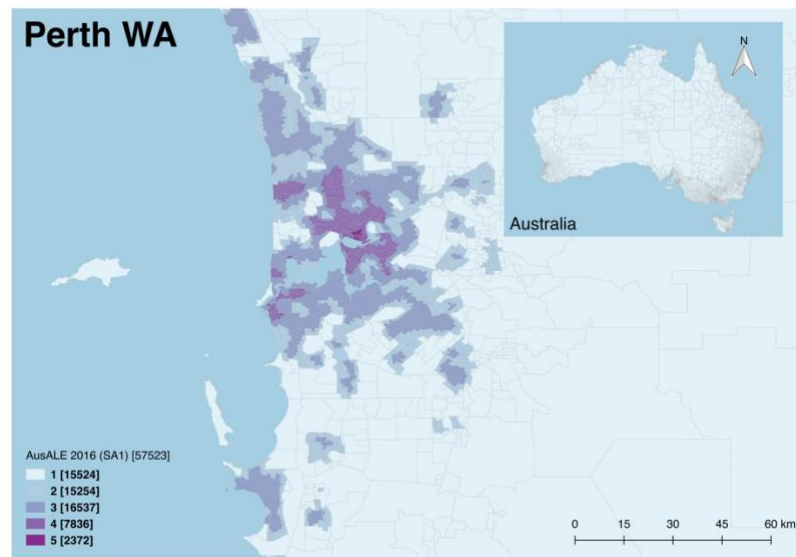 Perth WA
N
Australia
AusALE 2016 (SA1) [57523]
1 [15524]
2 [15254]
3 [16537]
4 [7836]
5 [2372]
0 15 30 45 60 km